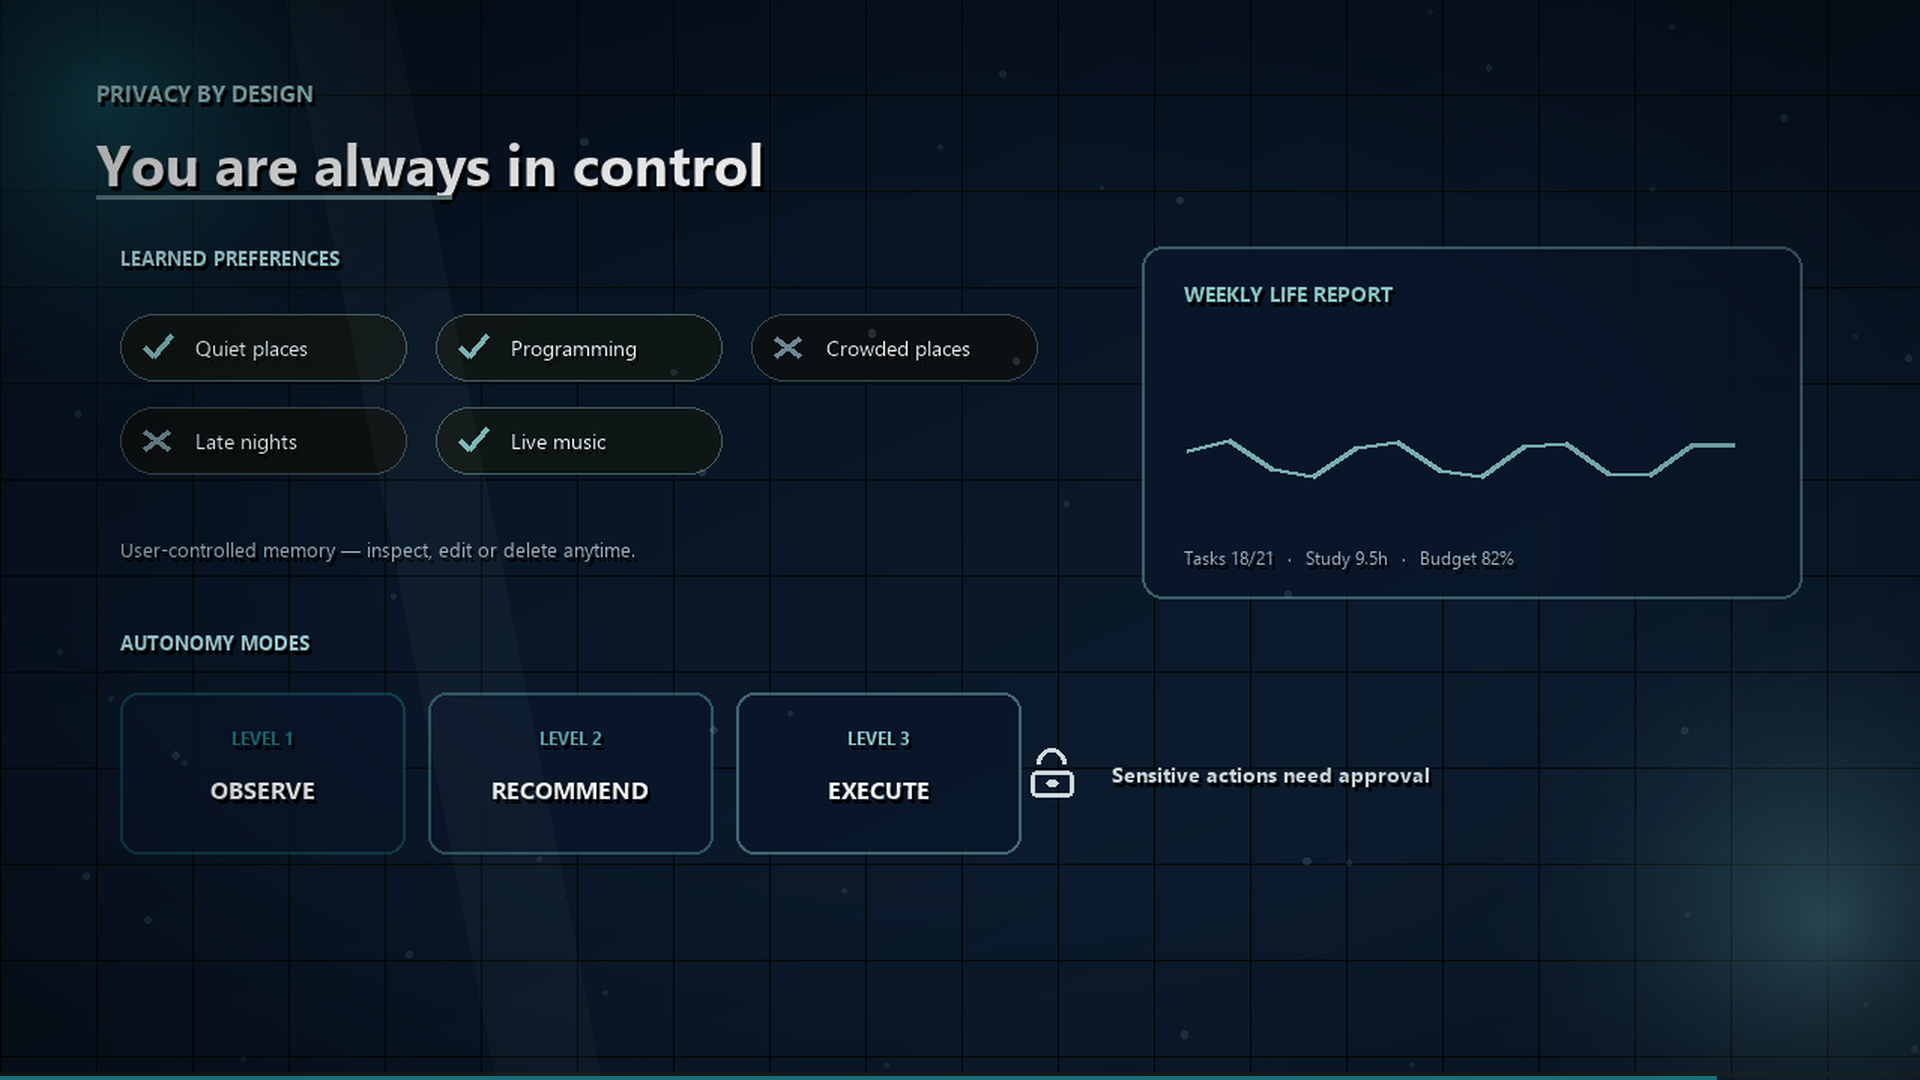 PRIVACY BY DESIGN
You are always in control
LEARNED PREFERENCES
Quiet places
Programming
Crowded places
Late nights
Live music
User-controlled memory — inspect, edit or delete anytime.
WEEKLY LIFE REPORT
Tasks 18/21 · Study 9.5h · Budget 82%
AUTONOMY MODES
LEVEL 1
OBSERVE
LEVEL 2
RECOMMEND
LEVEL 3
EXECUTE
Sensitive actions need approval